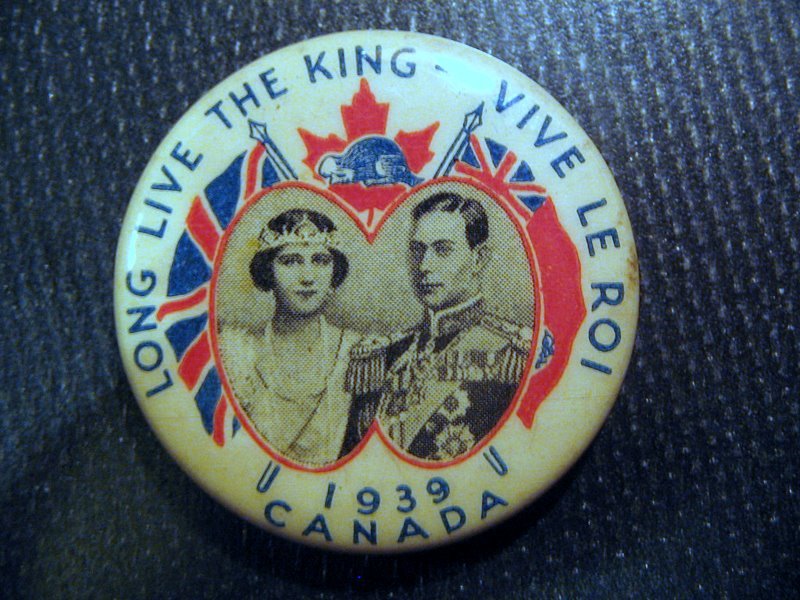 LONG LIVE THE KING - VIVE LE ROI
1939
CANADA